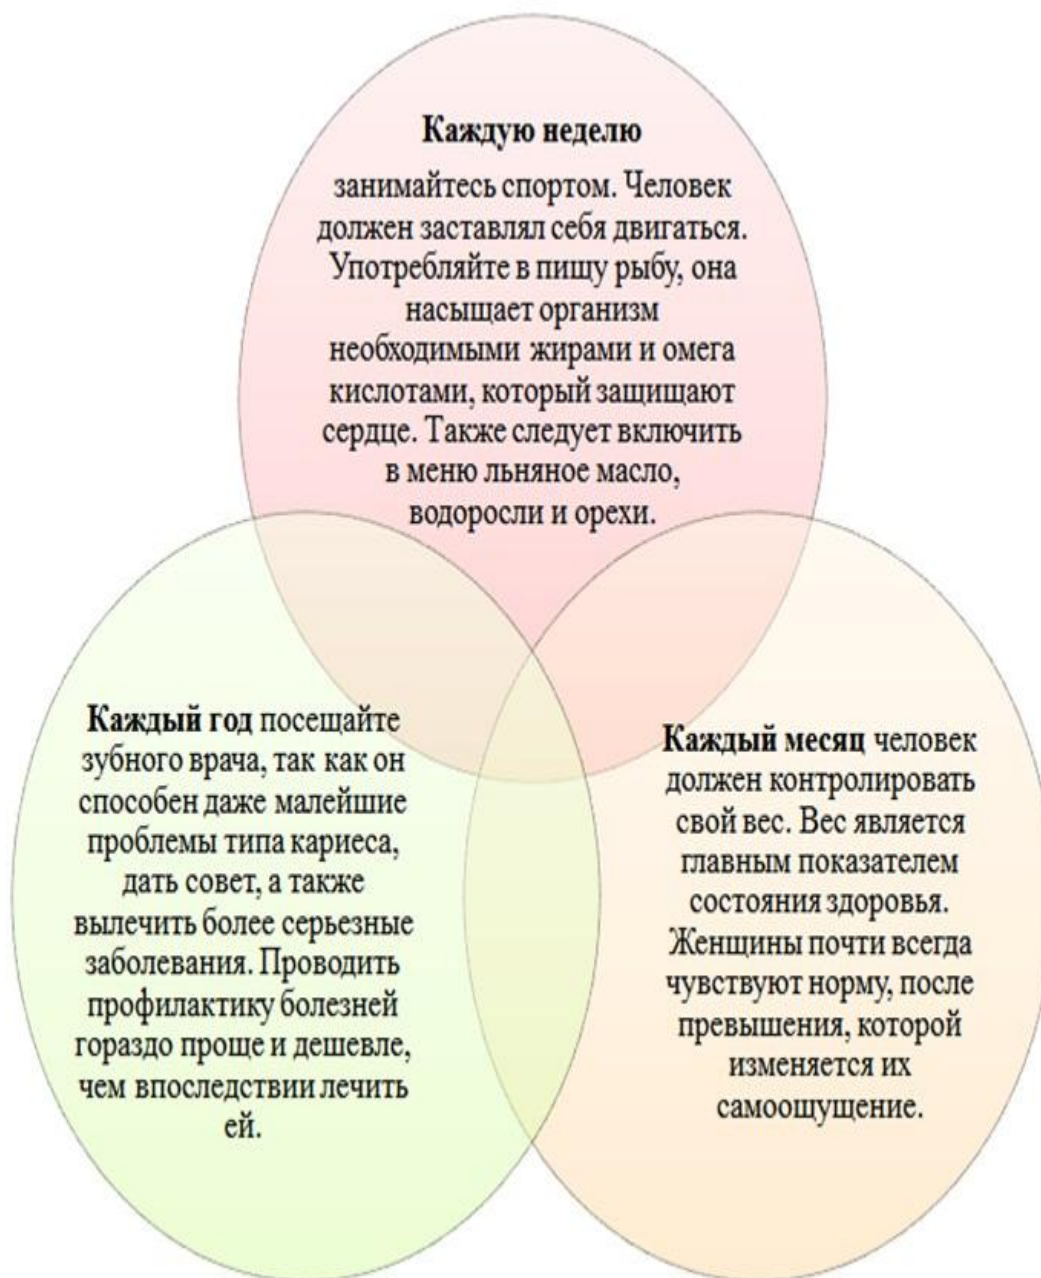 Каждую неделю
занимайтесь спортом. Человек
должен заставлял себя двигаться.
Употребляйте в пищу рыбу, она
насыщает организм
необходимыми жирами и омега
кислотами, который защищают
сердце. Также следует включить
в меню льняное масло,
водоросли и орехи.
Каждый год посещайте
зубного врача, так как он
способен даже малейшие
проблемы типа кариеса,
дать совет, а также
вылечить более серьезные
заболевания. Проводить
профилактику болезней
гораздо проще и дешевле,
чем впоследствии лечить
ей.
Каждый месяц человек
должен контролировать
свой вес. Вес является
главным показателем
состояния здоровья.
Женщины почти всегда
чувствуют норму, после
превышения, которой
изменяется их
самоощущение.